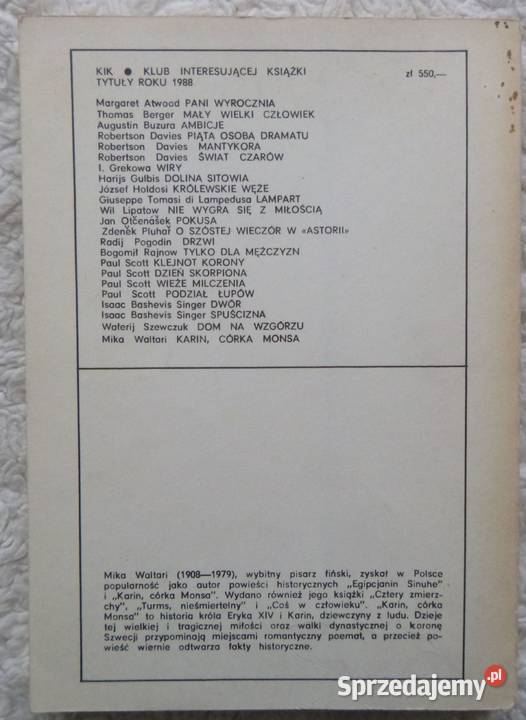 KIK ● KLUB INTERESUJĄCEJ KSIĄŻKI zł 550,—
TYTUŁY ROKU 1988
Margaret Atwood PANI WYROCZNIA
Thomas Berger MAŁY WIELKI CZŁOWIEK
Augustin Buzura AMBICJE
Robertson Davies PIĄTA OSOBA DRAMATU
Robertson Davies MANTYKORA
Robertson Davies ŚWIAT CZARÓW
I. Grekowa WIRY
Harijs Gulbis DOLINA SITOWIA
József Holdosi KRÓLEWSKIE WĘŻE
Giuseppe Tomasi di Lampedusa LAMPART
Wil Lipatow NIE WYGRA SIĘ Z MIŁOŚCIĄ
Jan Otčenášek POKUSA
Zdeněk Pluhař O SZÓSTEJ WIECZÓR W «ASTORII»
Radij Pogodin DRZWI
Bogomił Rajnow TYLKO DLA MĘŻCZYZN
Paul Scott KLEJNOT KORONY
Paul Scott DZIEŃ SKORPIONA
Paul Scott WIEŻE MILCZENIA
Paul Scott PODZIAŁ ŁUPÓW
Isaac Bashevis Singer DWÓR
Isaac Bashevis Singer SPUŚCIZNA
Walerij Szewczuk DOM NA WZGÓRZU
Mika Waltari KARIN, CÓRKA MONSA
Mika Waltari (1908—1979), wybitny pisarz fiński, zyskał w Polsce
popularność jako autor powieści historycznych „Egipcjanin Sinuhe”
i „Karin, córka Monsa”. Wydano również jego książki „Cztery zmierz-
chy”, „Turms, nieśmiertelny” i „Coś w człowieku”. „Karin, córka
Monsa” to historia króla Eryka XIV i Karin, dziewczyny z ludu. Dzieje
tej wielkiej i tragicznej miłości oraz walki dynastycznej o koronę
Szwecji przypominają miejscami romantyczny poemat, a przecież po-
wieść wiernie odtwarza fakty historyczne.
Sprzedajemy.pl